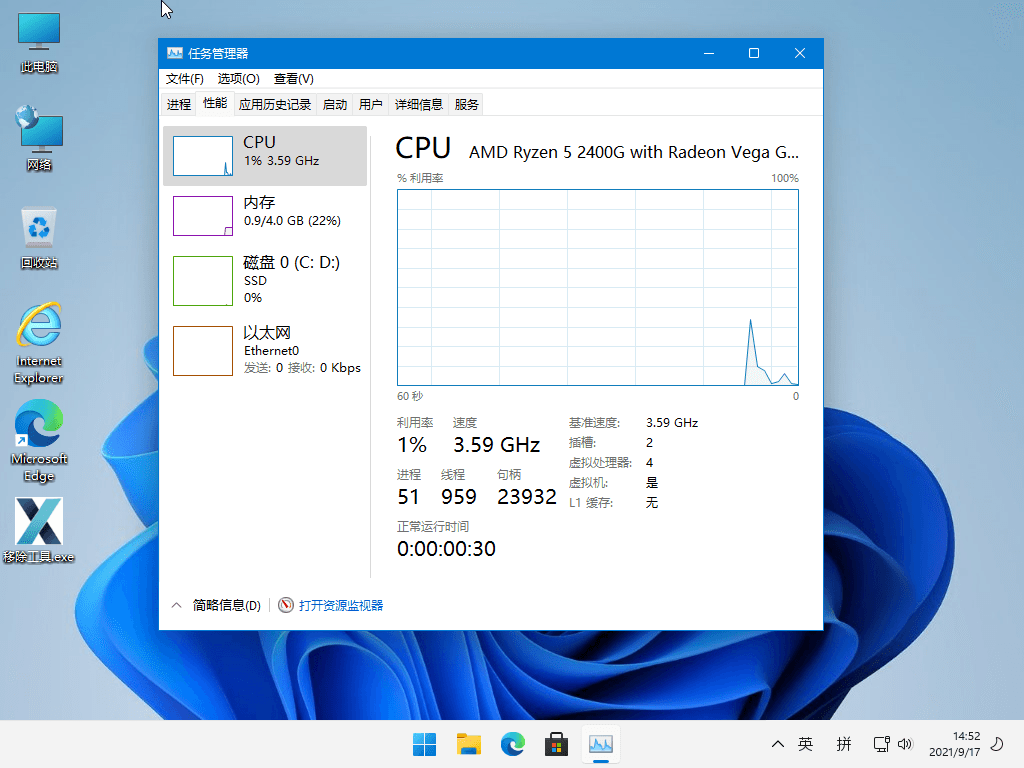 此电脑
网络
回收站
Internet
Explorer
Microsoft
Edge
移除工具.exe
任务管理器
文件(F) 选项(O) 查看(V)
进程 性能 应用历史记录 启动 用户 详细信息 服务
CPU
1% 3.59 GHz
内存
0.9/4.0 GB (22%)
磁盘 0 (C: D:)
SSD
0%
以太网
Ethernet0
发送: 0 接收: 0 Kbps
CPU AMD Ryzen 5 2400G with Radeon Vega G...
% 利用率 100%
60 秒 0
利用率 速度
1% 3.59 GHz
进程 线程 句柄
51 959 23932
正常运行时间
0:00:00:30
基准速度: 3.59 GHz
插槽: 2
虚拟处理器: 4
虚拟机: 是
L1 缓存: 无
简略信息(D) 打开资源监视器
英 拼
14:52
2021/9/17